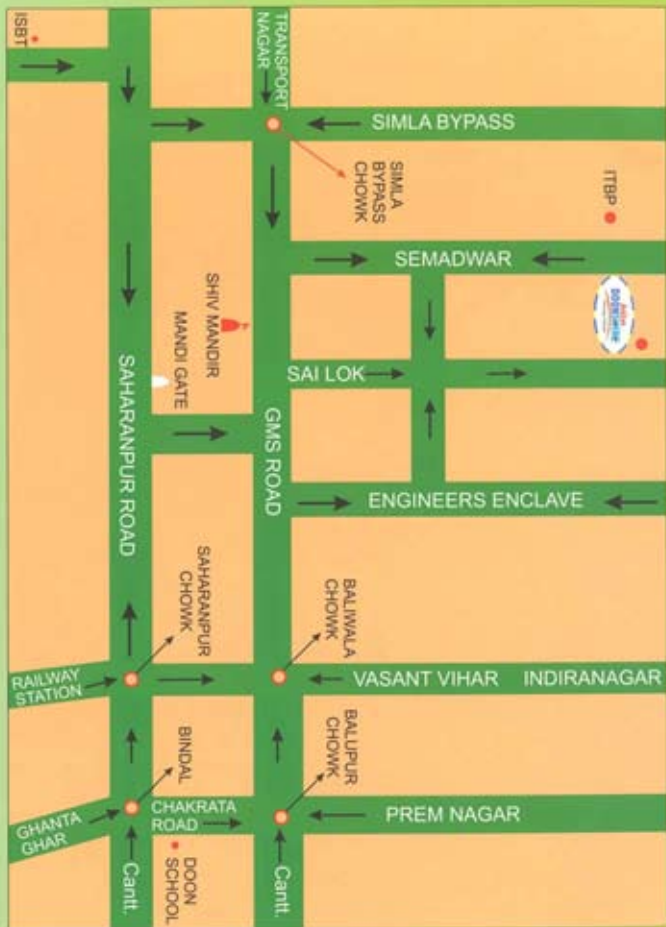 ISBT
TRANSPORT
NAGAR
SIMLA BYPASS
SIMLA
BYPASS
CHOWK
ITBP
SEMADWAR
SHIV MANDIR
MANDI GATE
SAI LOK
SAHARANPUR ROAD
GMS ROAD
ENGINEERS ENCLAVE
SAHARANPUR
CHOWK
BALIWALA
CHOWK
RAILWAY
STATION
VASANT VIHAR
INDIRANAGAR
BINDAL
BALUPUR
CHOWK
GHANTA
GHAR
CHAKRATA
ROAD
PREM NAGAR
Cantt.
DOON
SCHOOL
Cantt.